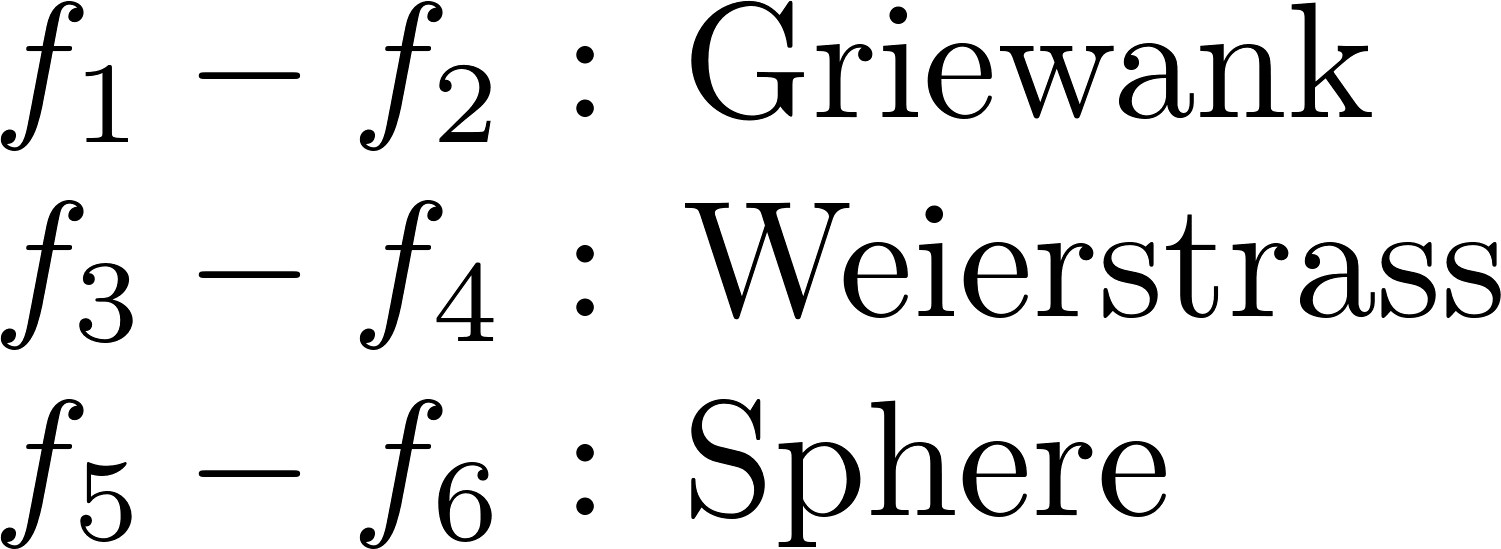 f₁ − f₂ : Griewank
f₃ − f₄ : Weierstrass
f₅ − f₆ : Sphere